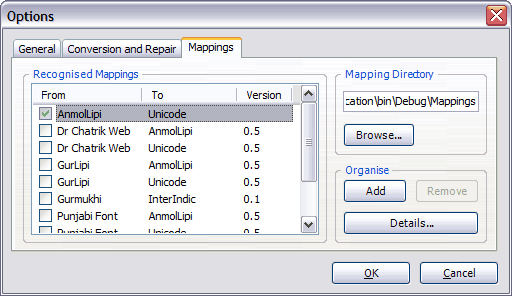 Options
General Conversion and Repair Mappings
Recognised Mappings
From To Version
AnmolLipi Unicode
Dr Chatrik Web AnmolLipi 0.5
Dr Chatrik Web Unicode 0.5
GurLipi AnmolLipi 0.5
GurLipi Unicode 0.5
Gurmukhi InterIndic 0.1
Punjabi Font AnmolLipi 0.5
Punjabi Font Unicode 0.5
Mapping Directory
cation\bin\Debug\Mappings
Browse...
Organise
Add Remove
Details...
OK Cancel